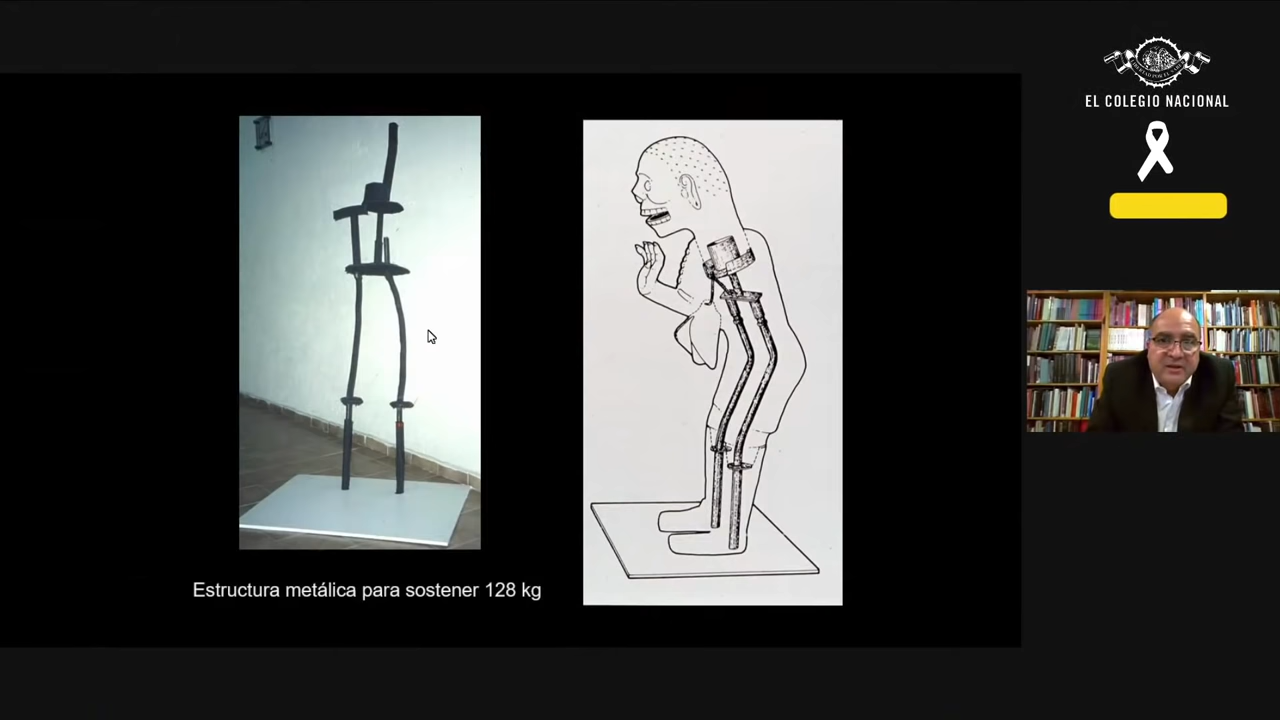 EL COLEGIO NACIONAL
Estructura metálica para sostener 128 kg